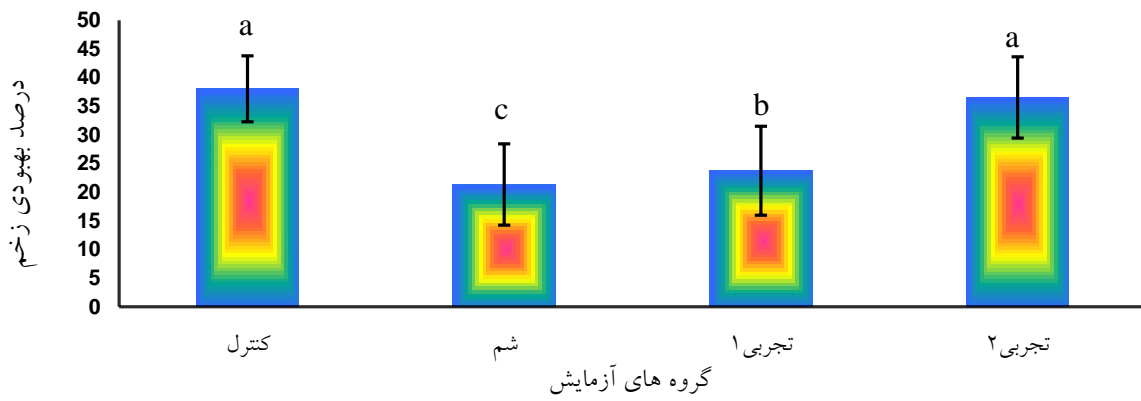 50
45
40
35
30
25
20
15
10
5
0
درصد بهبودی زخم
a
c
b
a
کنترل
شم
تجربی۱
تجربی۲
گروه های آزمایش